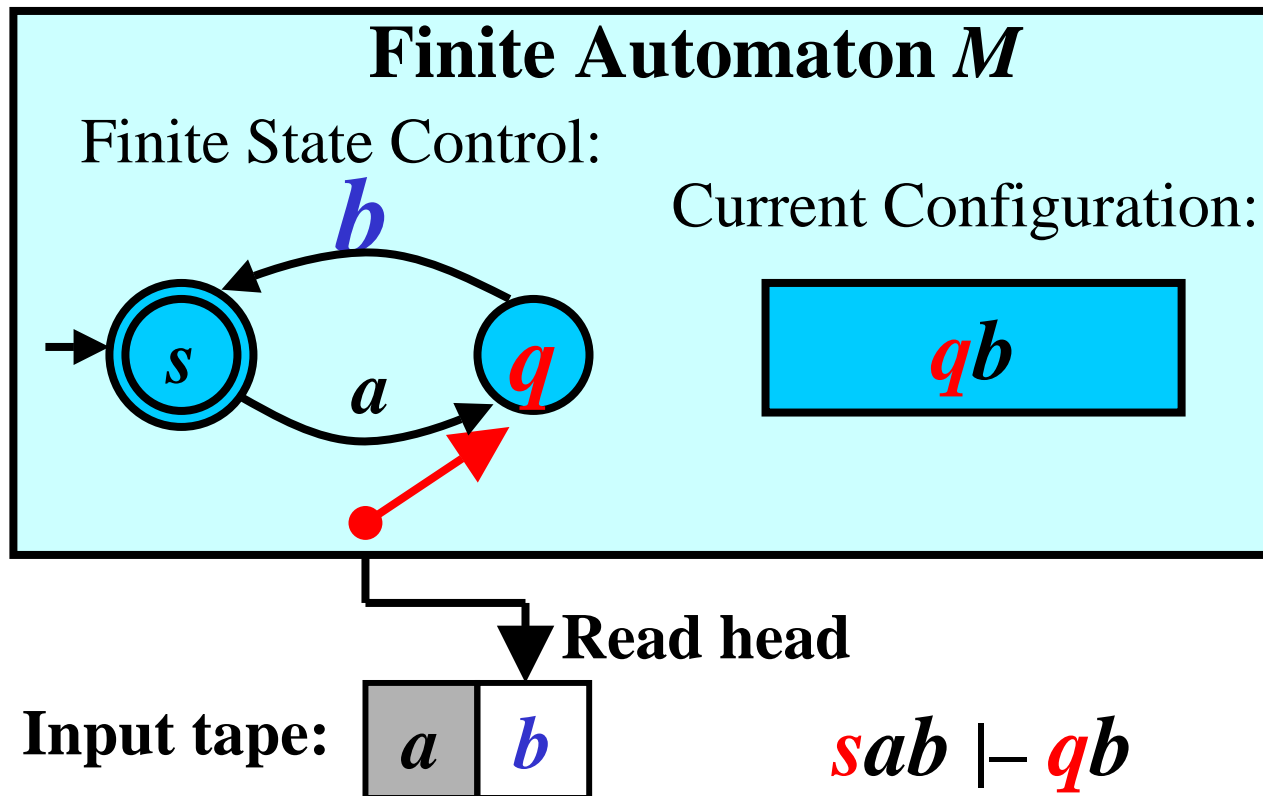 Finite Automaton M
Finite State Control:
b
Current Configuration:
s
a
q
qb
Read head
Input tape:
a
b
sab |– qb